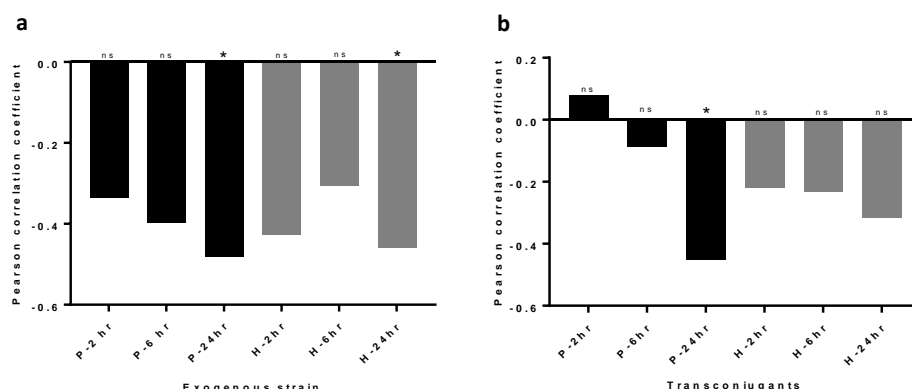 a
ns ns * ns ns *
0.0
-0.2
-0.4
-0.6
Pearson correlation coefficient
P-2hr P-6hr P-24hr H-2hr H-6hr H-24hr
Exogenous strain
b
0.2
0.0
-0.2
-0.4
-0.6
ns ns * ns ns ns
Pearson correlation coefficient
P-2hr P-6hr P-24hr H-2hr H-6hr H-24hr
Transconjugants